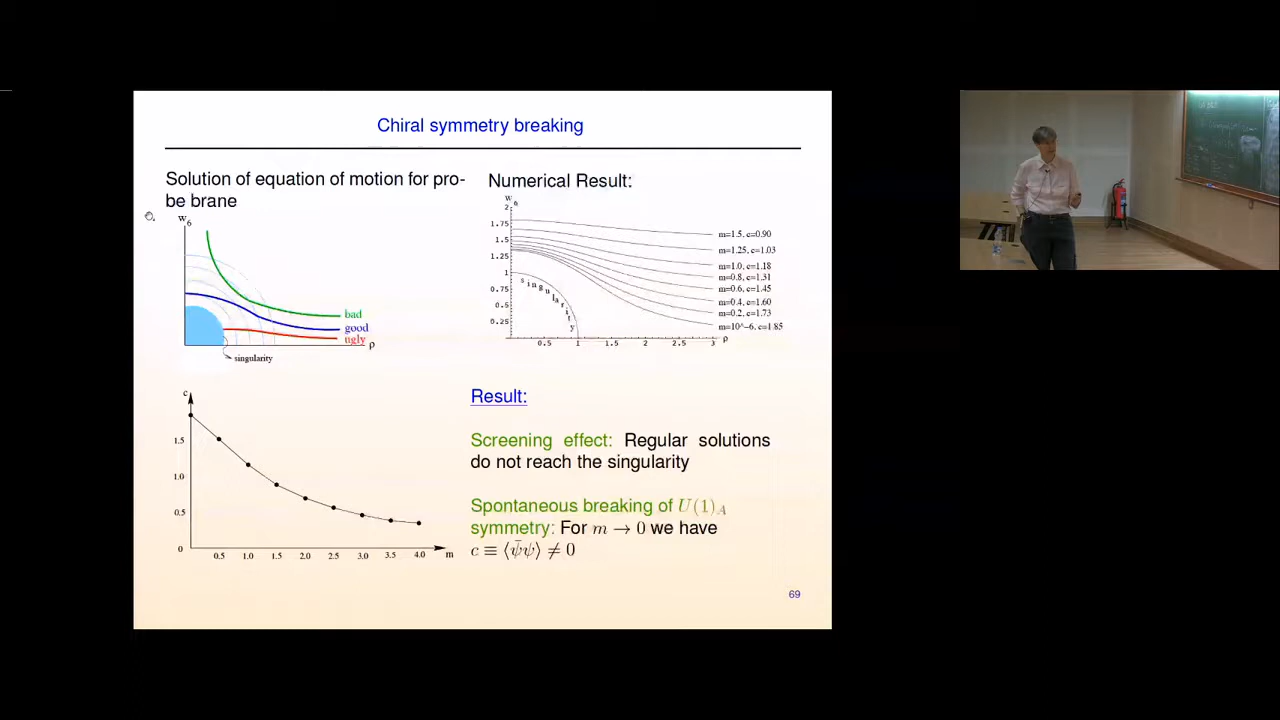 Chiral symmetry breaking
Solution of equation of motion for pro-
be brane
w6
bad
good
ugly
ρ
singularity
Numerical Result:
w6
2
1.75
1.5
1.25
1
0.75
0.5
0.25
singularity
0.5 1 1.5 2 2.5 3 ρ
m=1.5, c=0.90
m=1.25, c=1.03
m=1.0, c=1.18
m=0.8, c=1.31
m=0.6, c=1.45
m=0.4, c=1.60
m=0.2, c=1.73
m=10^-6, c=1.85
c
1.5
1.0
0.5
0
0.5 1.0 1.5 2.0 2.5 3.0 3.5 4.0 m
Result:
Screening effect: Regular solutions
do not reach the singularity
Spontaneous breaking of U(1)_A
symmetry: For m → 0 we have
c ≡ ⟨ψ̄ψ⟩ ≠ 0
69